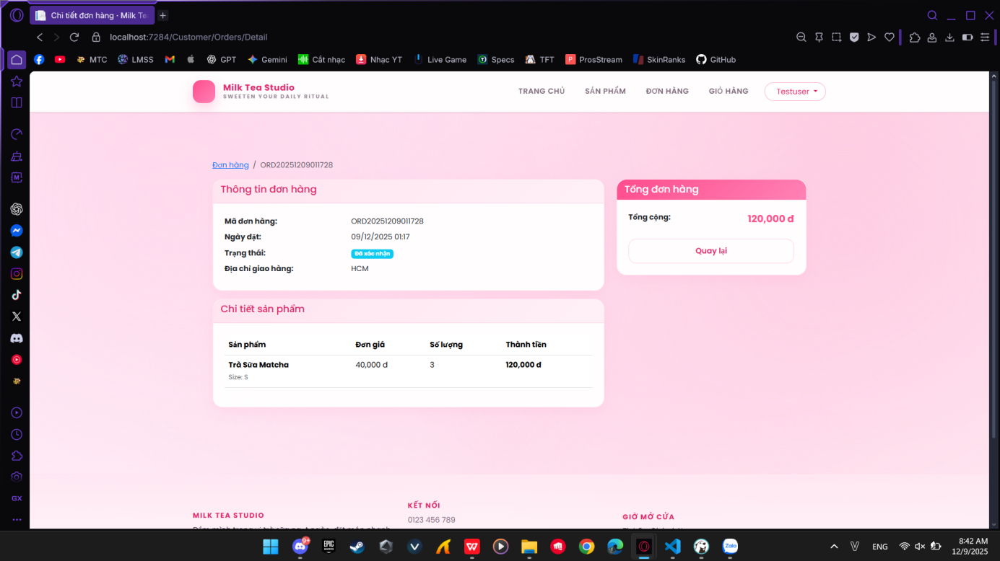 Chi tiết đơn hàng · Milk Te
localhost:7284/Customer/Orders/Detail
MTC LMSS GPT Gemini Cắt nhạc Nhạc YT Live Game Specs TFT ProsStream SkinRanks GitHub
Milk Tea Studio
SWEETEN YOUR DAILY RITUAL
TRANG CHỦ SẢN PHẨM ĐƠN HÀNG GIỎ HÀNG Testuser
Đơn hàng / ORD20251209011728
Thông tin đơn hàng
Mã đơn hàng: ORD20251209011728
Ngày đặt: 09/12/2025 01:17
Trạng thái: Đã xác nhận
Địa chỉ giao hàng: HCM
Tổng đơn hàng
Tổng cộng: 120,000 đ
Quay lại
Chi tiết sản phẩm
Sản phẩm Đơn giá Số lượng Thành tiền
Trà Sữa Matcha 40,000 đ 3 120,000 đ
Size: S
MILK TEA STUDIO
KẾT NỐI
0123 456 789
GIỜ MỞ CỬA
GX
9+
ENG
8:42 AM
12/9/2025